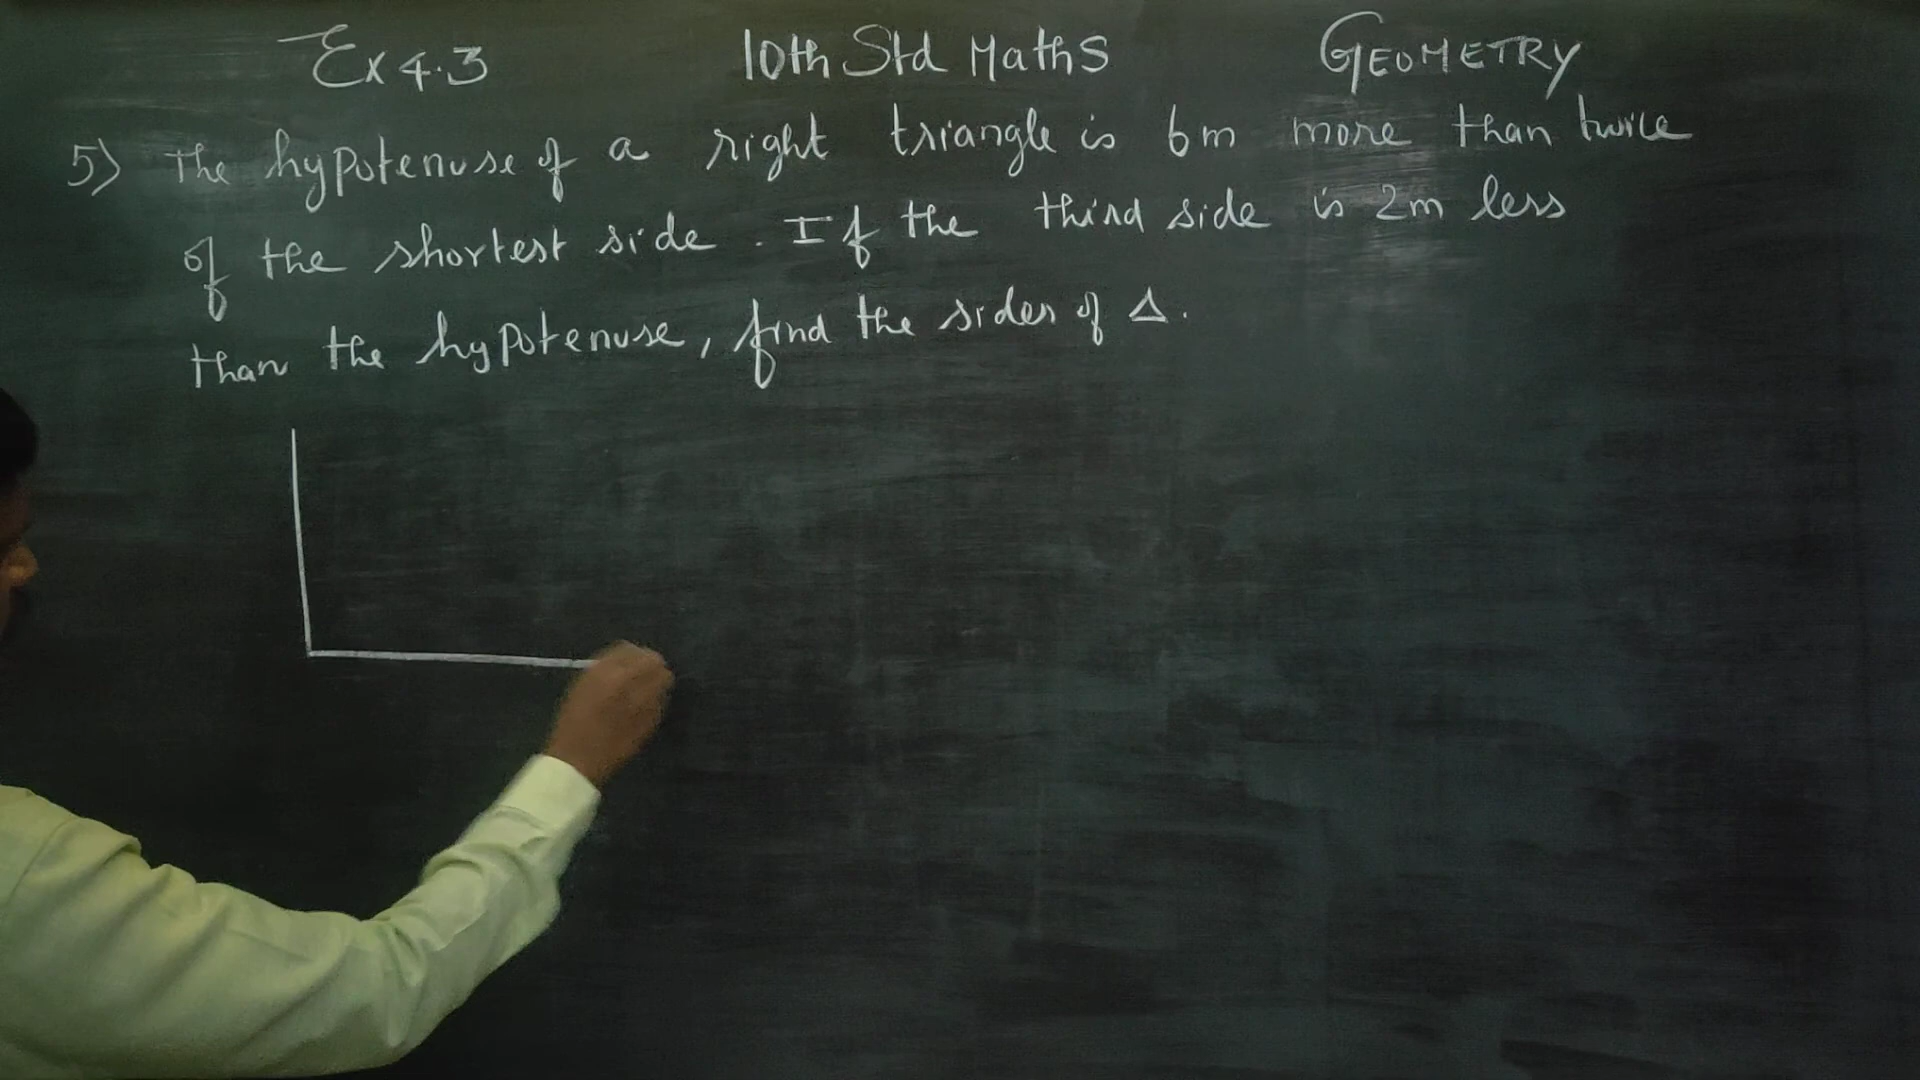 Ex 4.3 10th Std Maths GEOMETRY
5) The hypotenuse of a right triangle is 6m more than twice
of the shortest side. If the third side is 2m less
than the hypotenuse, find the sides of Δ.